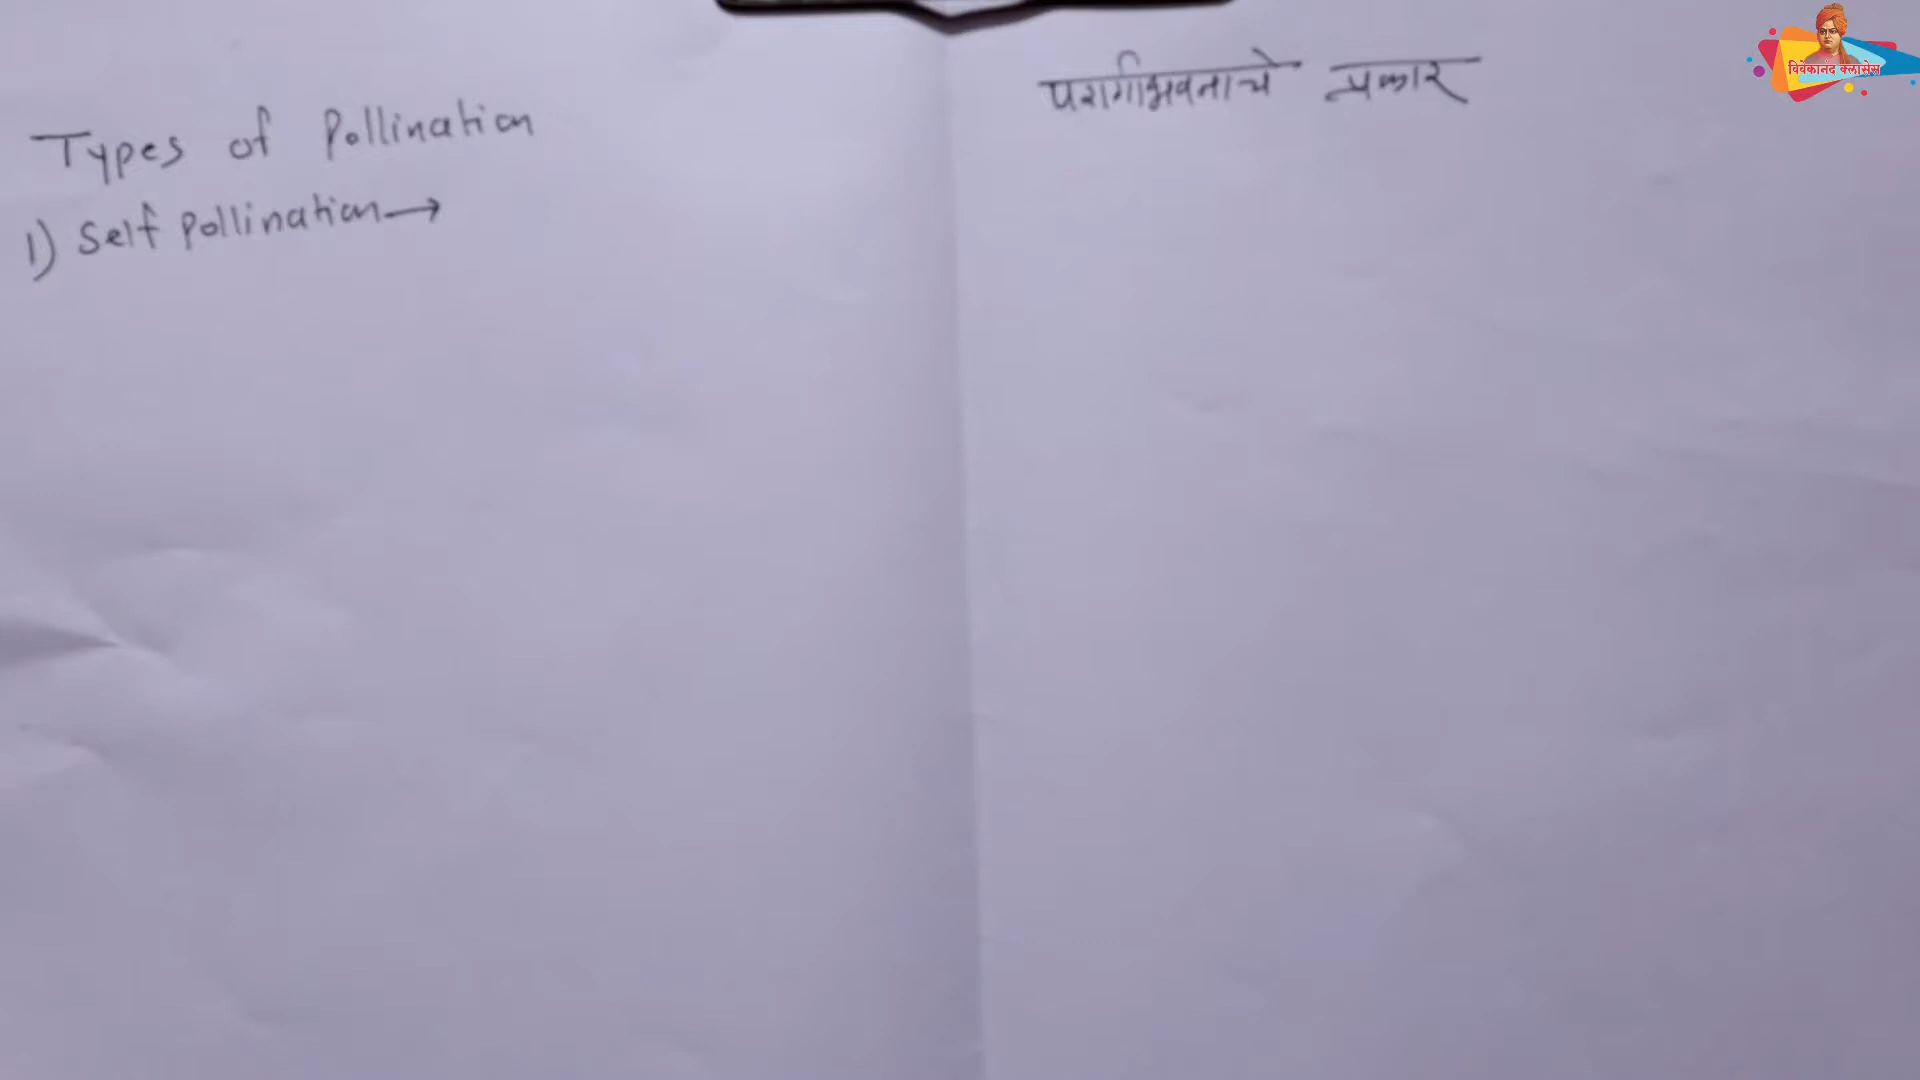 Types of Pollination
1) Self Pollination→
परागीभवनाचे प्रकार
विवेकानंद क्लासेस